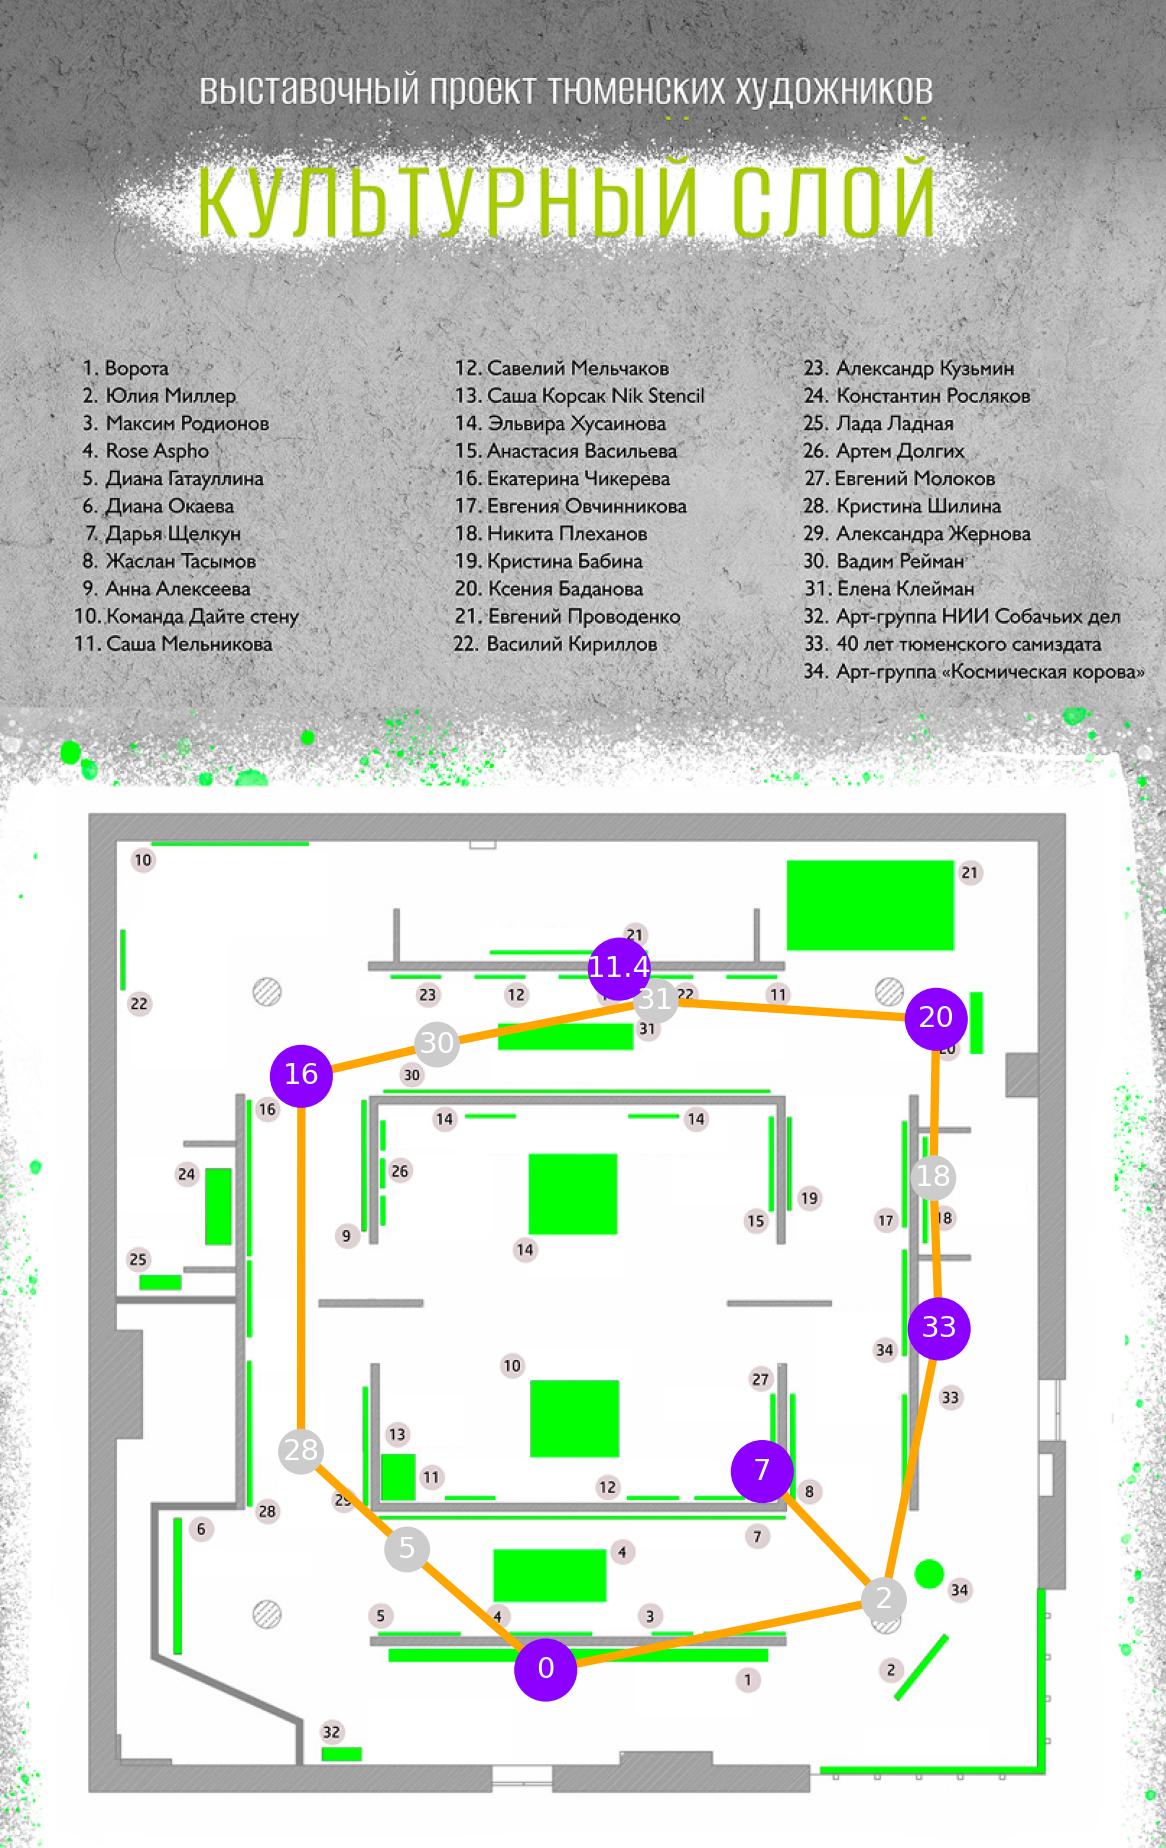 выставочный проект тюменских художников
КУЛЬТУРНЫЙ СЛОЙ
1. Ворота
2. Юлия Миллер
3. Максим Родионов
4. Rose Aspho
5. Диана Гатауллина
6. Диана Окаева
7. Дарья Щелкун
8. Жаслан Тасымов
9. Анна Алексеева
10. Команда Дайте стену
11. Саша Мельникова
12. Савелий Мельчаков
13. Саша Корсак Nik Stencil
14. Эльвира Хусаинова
15. Анастасия Васильева
16. Екатерина Чикерева
17. Евгения Овчинникова
18. Никита Плеханов
19. Кристина Бабина
20. Ксения Баданова
21. Евгений Проводенко
22. Василий Кириллов
23. Александр Кузьмин
24. Константин Росляков
25. Лада Ладная
26. Артем Долгих
27. Евгений Молоков
28. Кристина Шилина
29. Александра Жернова
30. Вадим Рейман
31. Елена Клейман
32. Арт-группа НИИ Собачьих дел
33. 40 лет тюменского самиздата
34. Арт-группа «Космическая корова»
10
21
21
11.4
22
23
12
22
11
31
20
31
30
20
16
30
16
14
14
24
26
18
19
9
15
17
18
25
14
33
34
10
27
33
13
28
11
7
12
8
28
29
6
7
5
4
34
2
5
4
3
0
2
1
32